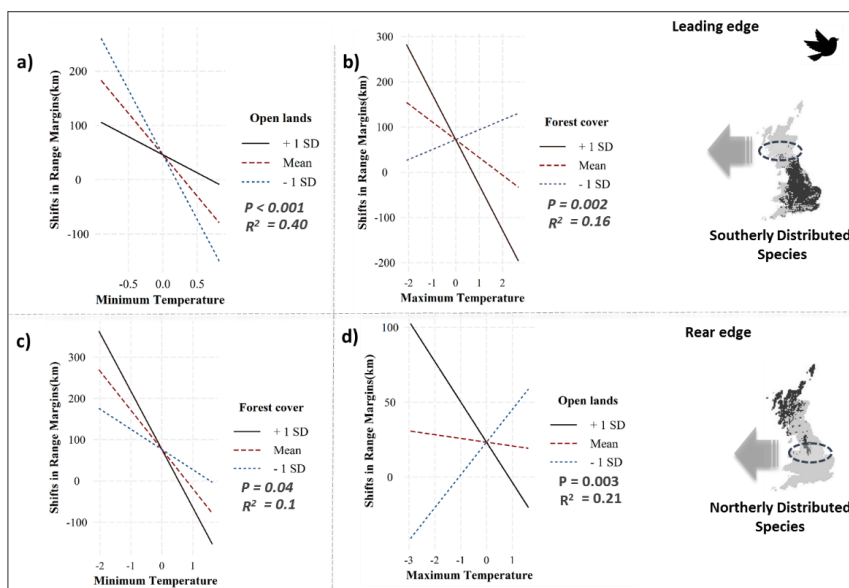 Leading edge
a)
Shifts in Range Margins(km)
200
100
0
-100
-0.5
0.0
0.5
Minimum Temperature
Open lands
+ 1 SD
Mean
- 1 SD
P < 0.001
R² = 0.40
b)
Shifts in Range Margins(km)
300
200
100
0
-100
-200
-2
-1
0
1
2
Maximum Temperature
Forest cover
+ 1 SD
Mean
- 1 SD
P = 0.002
R² = 0.16
Southerly Distributed
Species
Rear edge
c)
Shifts in Range Margins(km)
300
200
100
0
-100
-2
-1
0
1
Minimum Temperature
Forest cover
+ 1 SD
Mean
- 1 SD
P = 0.04
R² = 0.1
d)
Shifts in Range Margins(km)
100
50
0
-3
-2
-1
0
1
Maximum Temperature
Open lands
+ 1 SD
Mean
- 1 SD
P = 0.003
R² = 0.21
Northerly Distributed
Species